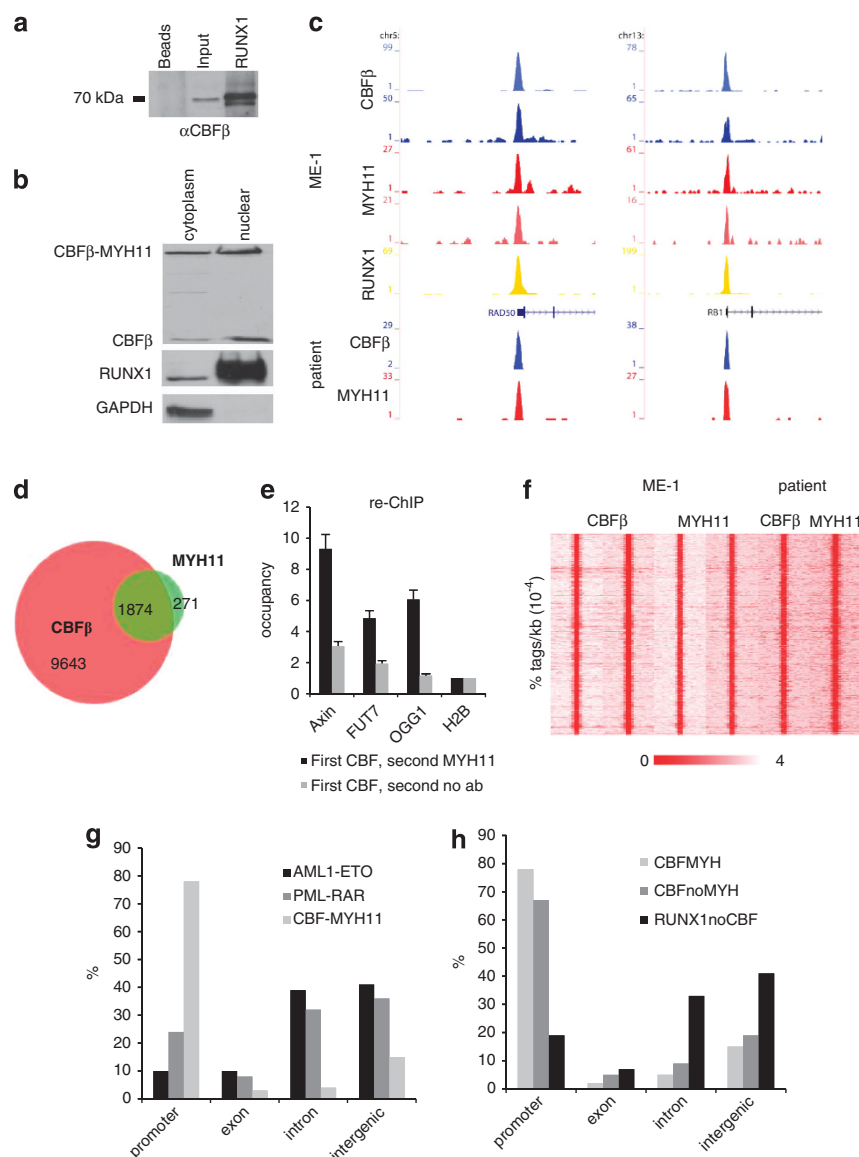 a
Beads
Input
RUNX1
70 kDa
αCBFβ
b
cytoplasm
nuclear
CBFβ-MYH11
CBFβ
RUNX1
GAPDH
c
chr5:
chr13:
ME-1
CBFβ
99
1
78
1
50
1
65
1
MYH11
27
1
61
1
21
1
16
1
RUNX1
69
1
199
1
RAD50
RB1
patient
CBFβ
29
2
38
1
MYH11
33
1
27
1
d
MYH11
1874
271
CBFβ
9643
e
re-ChIP
occupancy
12
10
8
6
4
2
0
Axin
FUT7
OGG1
H2B
First CBF, second MYH11
First CBF, second no ab
f
ME-1
patient
CBFβ
MYH11
CBFβ
MYH11
% tags/kb (10⁻⁴)
0
4
g
90
80
70
60
50
40
30
20
10
0
%
AML1-ETO
PML-RAR
CBF-MYH11
promoter
exon
intron
intergenic
h
90
80
70
60
50
40
30
20
10
0
%
CBFMYH
CBFnoMYH
RUNX1noCBF
promoter
exon
intron
intergenic